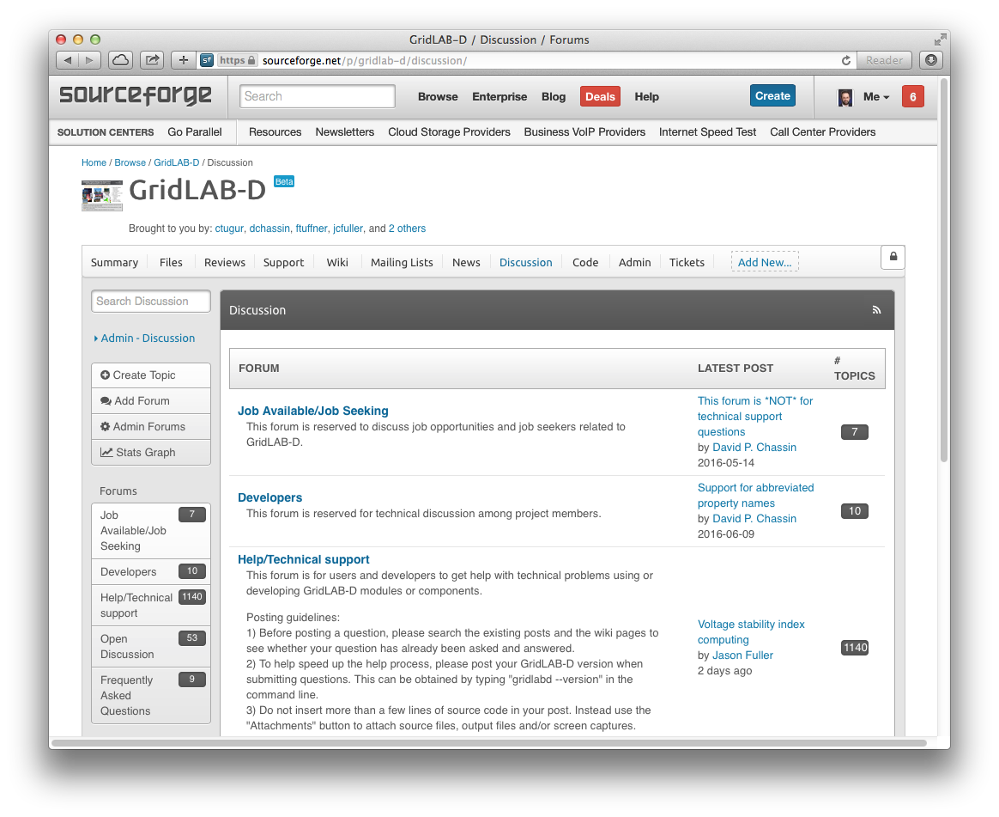 GridLAB-D / Discussion / Forums
https sourceforge.net/p/gridlab-d/discussion/ Reader
sourceforge Search Browse Enterprise Blog Deals Help Create Me 6
SOLUTION CENTERS Go Parallel Resources Newsletters Cloud Storage Providers Business VoIP Providers Internet Speed Test Call Center Providers
Home / Browse / GridLAB-D / Discussion
GridLAB-D Beta
Brought to you by: ctugur, dchassin, ftuffner, jcfuller, and 2 others
Summary Files Reviews Support Wiki Mailing Lists News Discussion Code Admin Tickets Add New...
Search Discussion
Admin - Discussion
Create Topic
Add Forum
Admin Forums
Stats Graph
Forums
Job 7
Available/Job
Seeking
Developers 10
Help/Technical 1140
support
Open 53
Discussion
Frequently 9
Asked
Questions
Discussion
FORUM LATEST POST #
TOPICS
Job Available/Job Seeking
This forum is reserved to discuss job opportunities and job seekers related to
GridLAB-D.
This forum is *NOT* for
technical support
questions
by David P. Chassin
2016-05-14
7
Developers
This forum is reserved for technical discussion among project members.
Support for abbreviated
property names
by David P. Chassin
2016-06-09
10
Help/Technical support
This forum is for users and developers to get help with technical problems using or
developing GridLAB-D modules or components.
Posting guidelines:
1) Before posting a question, please search the existing posts and the wiki pages to
see whether your question has already been asked and answered.
2) To help speed up the help process, please post your GridLAB-D version when
submitting questions. This can be obtained by typing "gridlabd --version" in the
command line.
3) Do not insert more than a few lines of source code in your post. Instead use the
"Attachments" button to attach source files, output files and/or screen captures.
Voltage stability index
computing
by Jason Fuller
2 days ago
1140